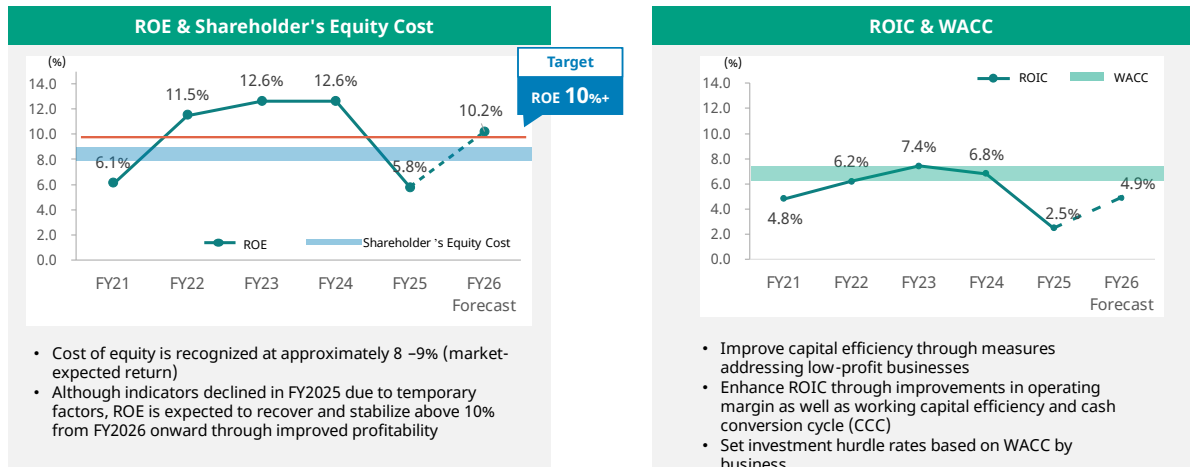 ROE & Shareholder's Equity Cost
(%)
14.0
12.0
10.0
8.0
6.0
4.0
2.0
0.0
6.1%
11.5%
12.6%
12.6%
5.8%
10.2%
Target
ROE 10%+
ROE
Shareholder's Equity Cost
FY21
FY22
FY23
FY24
FY25
FY26
Forecast
• Cost of equity is recognized at approximately 8 –9% (market-
expected return)
• Although indicators declined in FY2025 due to temporary
factors, ROE is expected to recover and stabilize above 10%
from FY2026 onward through improved profitability
ROIC & WACC
(%)
14.0
12.0
10.0
8.0
6.0
4.0
2.0
0.0
ROIC
WACC
4.8%
6.2%
7.4%
6.8%
2.5%
4.9%
FY21
FY22
FY23
FY24
FY25
FY26
Forecast
• Improve capital efficiency through measures
addressing low-profit businesses
• Enhance ROIC through improvements in operating
margin as well as working capital efficiency and cash
conversion cycle (CCC)
• Set investment hurdle rates based on WACC by
business